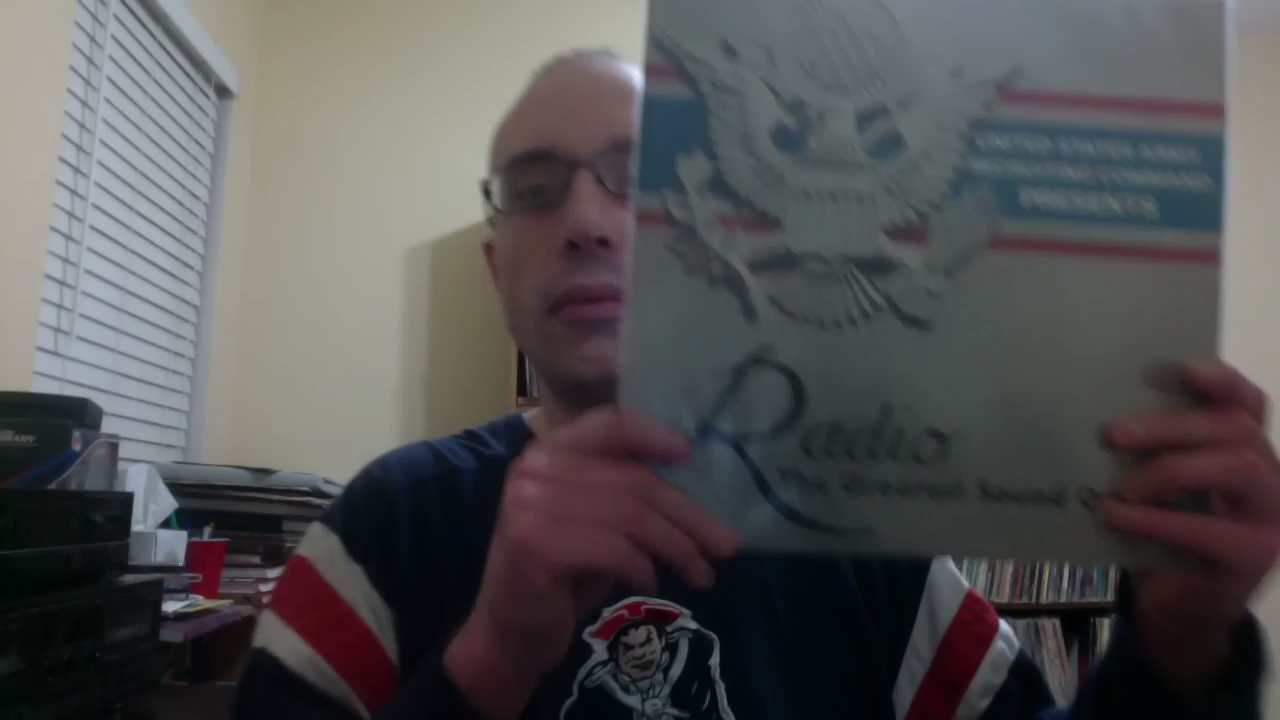 UNITED STATES ARMY
RECRUITING COMMAND
PRESENTS
Radio
The Greatest Sound